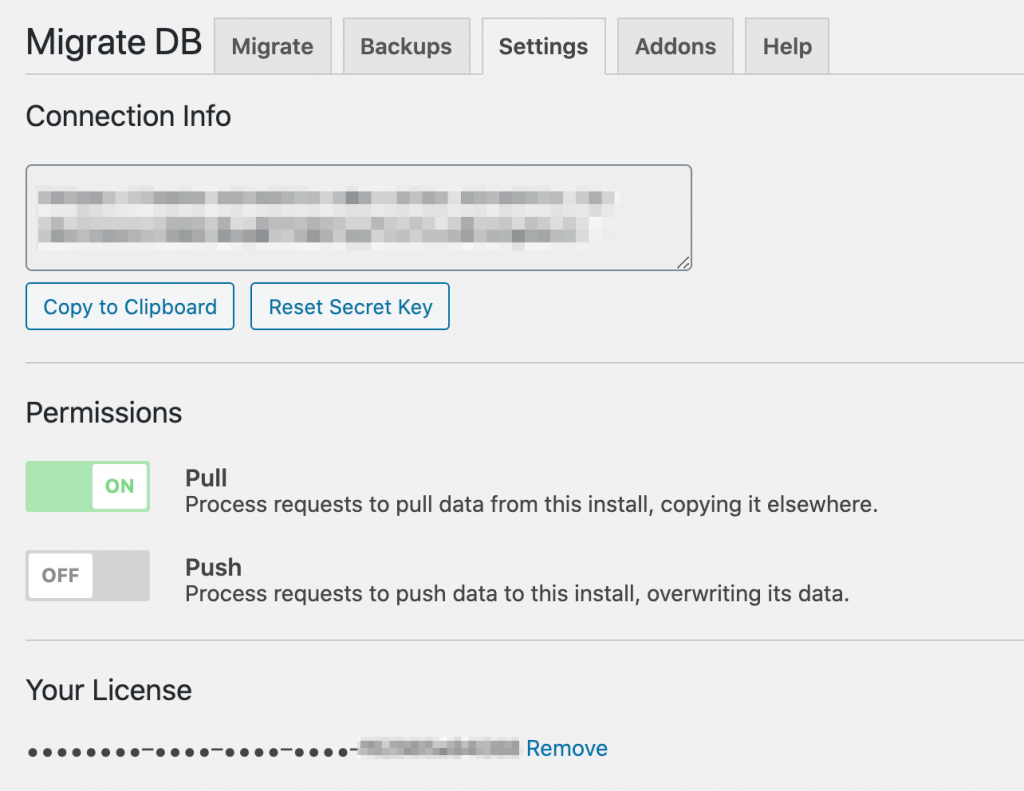 Migrate DB Migrate Backups Settings Addons Help
Connection Info
Copy to Clipboard Reset Secret Key
Permissions
ON Pull
Process requests to pull data from this install, copying it elsewhere.
OFF Push
Process requests to push data to this install, overwriting its data.
Your License
••••••••–••••–••••–••••- Remove